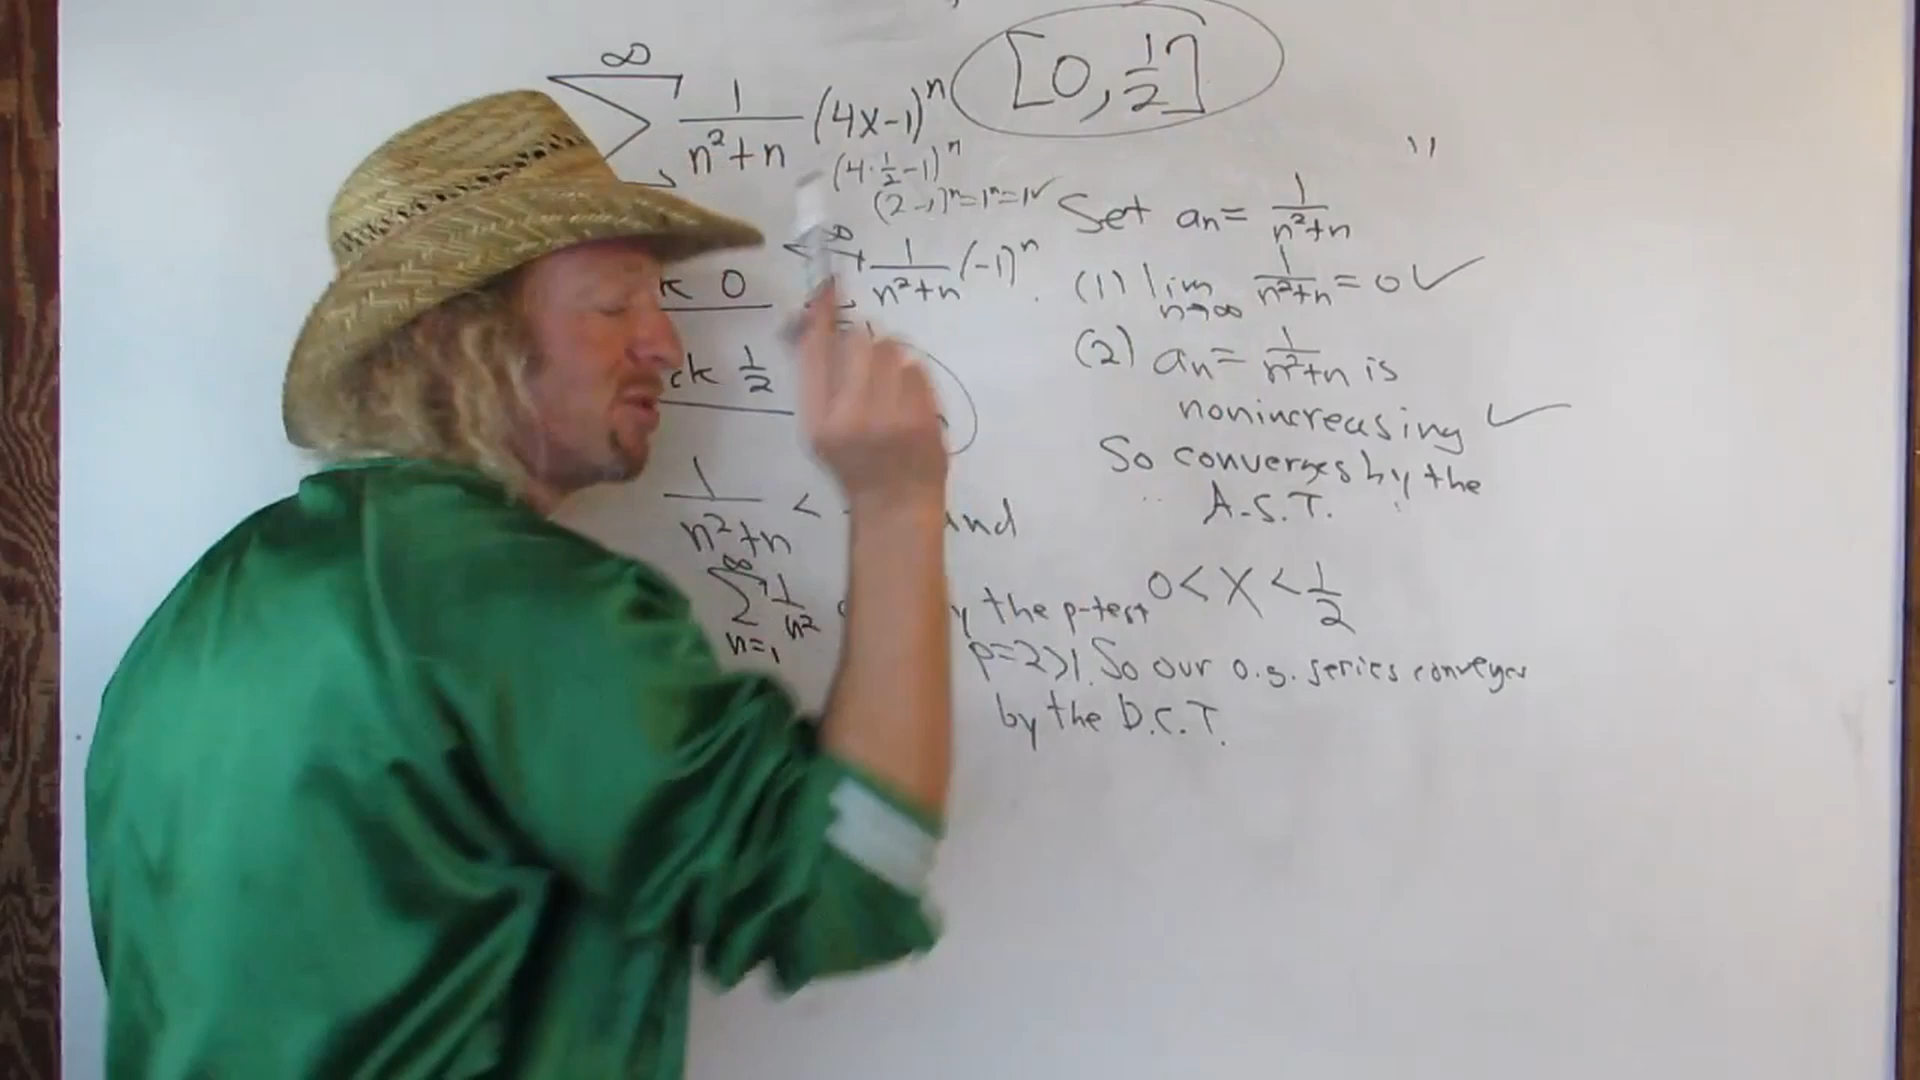 ∞
1/(n²+n) (4x-1)ⁿ
[0, 1/2]
(4·1/2-1)ⁿ
(2-1)ⁿ=1ⁿ=1✓
Set aₙ= 1/(n²+n)
0
∞ 1/(n²+n) (-1)ⁿ
(1) lim n→∞ 1/(n²+n) = 0 ✓
1/2
(2) aₙ= 1/(n²+n) is
nonincreasing ✓
So converges by the
A.S.T.
1/(n²+n) <
∞ Σ n=1 1/n²
the p-test
0 < x < 1/2
p=2>1. So our o.g. series converges
by the D.C.T.